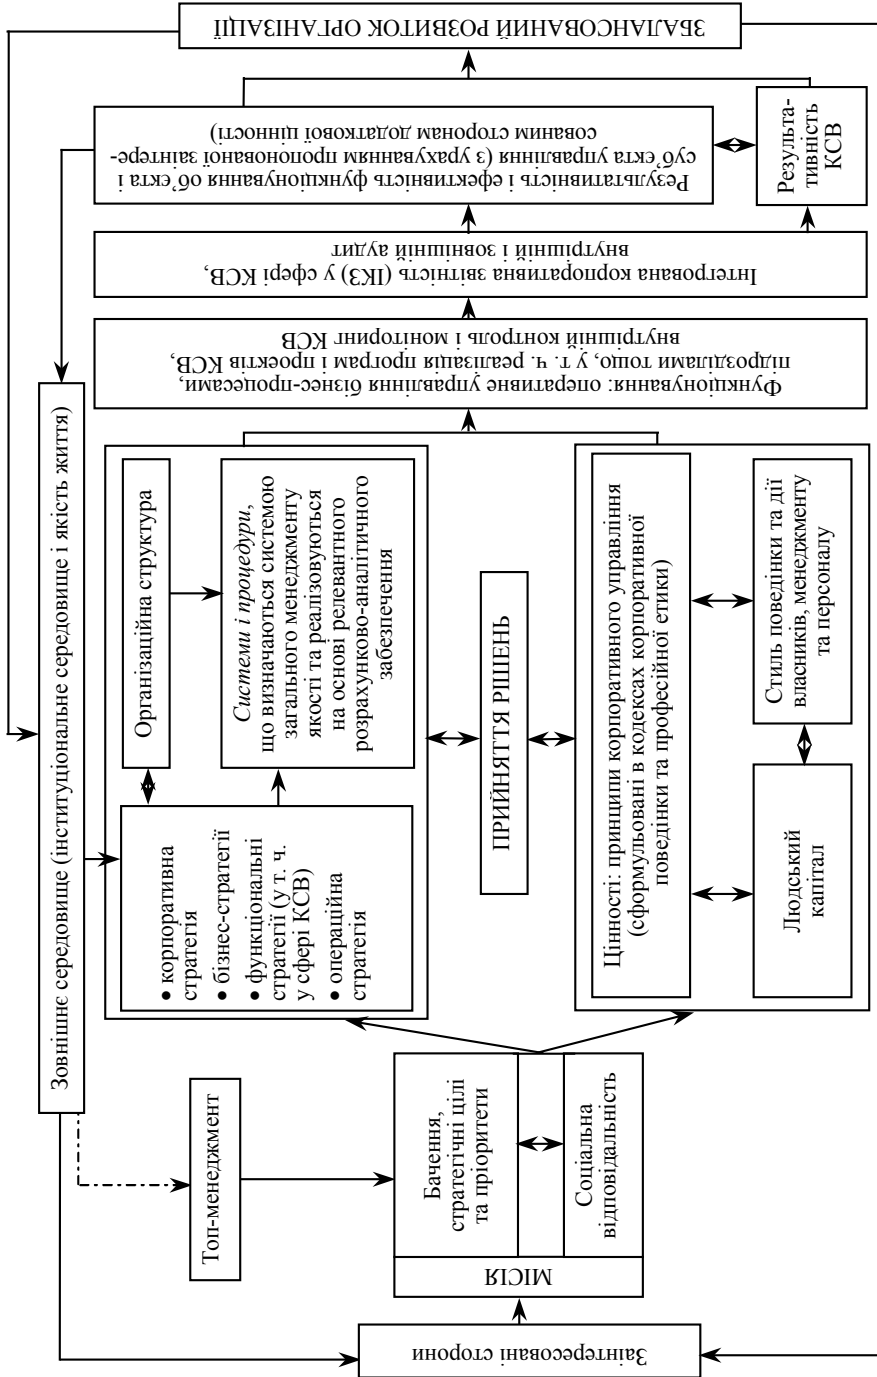 Зовнішнє середовище (інституціональне середовище і якість життя)
Заінтересовані сторони
Топ-менеджмент
МІСІЯ
Бачення,
стратегічні цілі
та пріоритети
Соціальна
відповідальність
● корпоративна
стратегія
● бізнес-стратегії
● функціональні
стратегії (у т. ч.
у сфері КСВ)
● операційна
стратегія
Організаційна структура
Системи і процедури,
що визначаються системою
загального менеджменту
якості та реалізовуються
на основі релевантного
розрахунково-аналітичного
забезпечення
ПРИЙНЯТТЯ РІШЕНЬ
Цінності: принципи корпоративного управління
(сформульовані в кодексах корпоративної
поведінки та професійної етики)
Людський
капітал
Стиль поведінки та дії
власників, менеджменту
та персоналу
Функціонування: оперативне управління бізнес-процесами,
підрозділами тощо, у т. ч. реалізація програм і проектів КСВ,
внутрішній контроль і моніторинг КСВ
Інтегрована корпоративна звітність (ІКЗ) у сфері КСВ,
внутрішній і зовнішній аудит
Результативність і ефективність функціонування об’єкта і
суб’єкта управління (з урахуванням пропонованої заінтере-
сованим сторонам додаткової цінності)
Результа-
тивність
КСВ
ЗБАЛАНСОВАНИЙ РОЗВИТОК ОРГАНІЗАЦІЇ